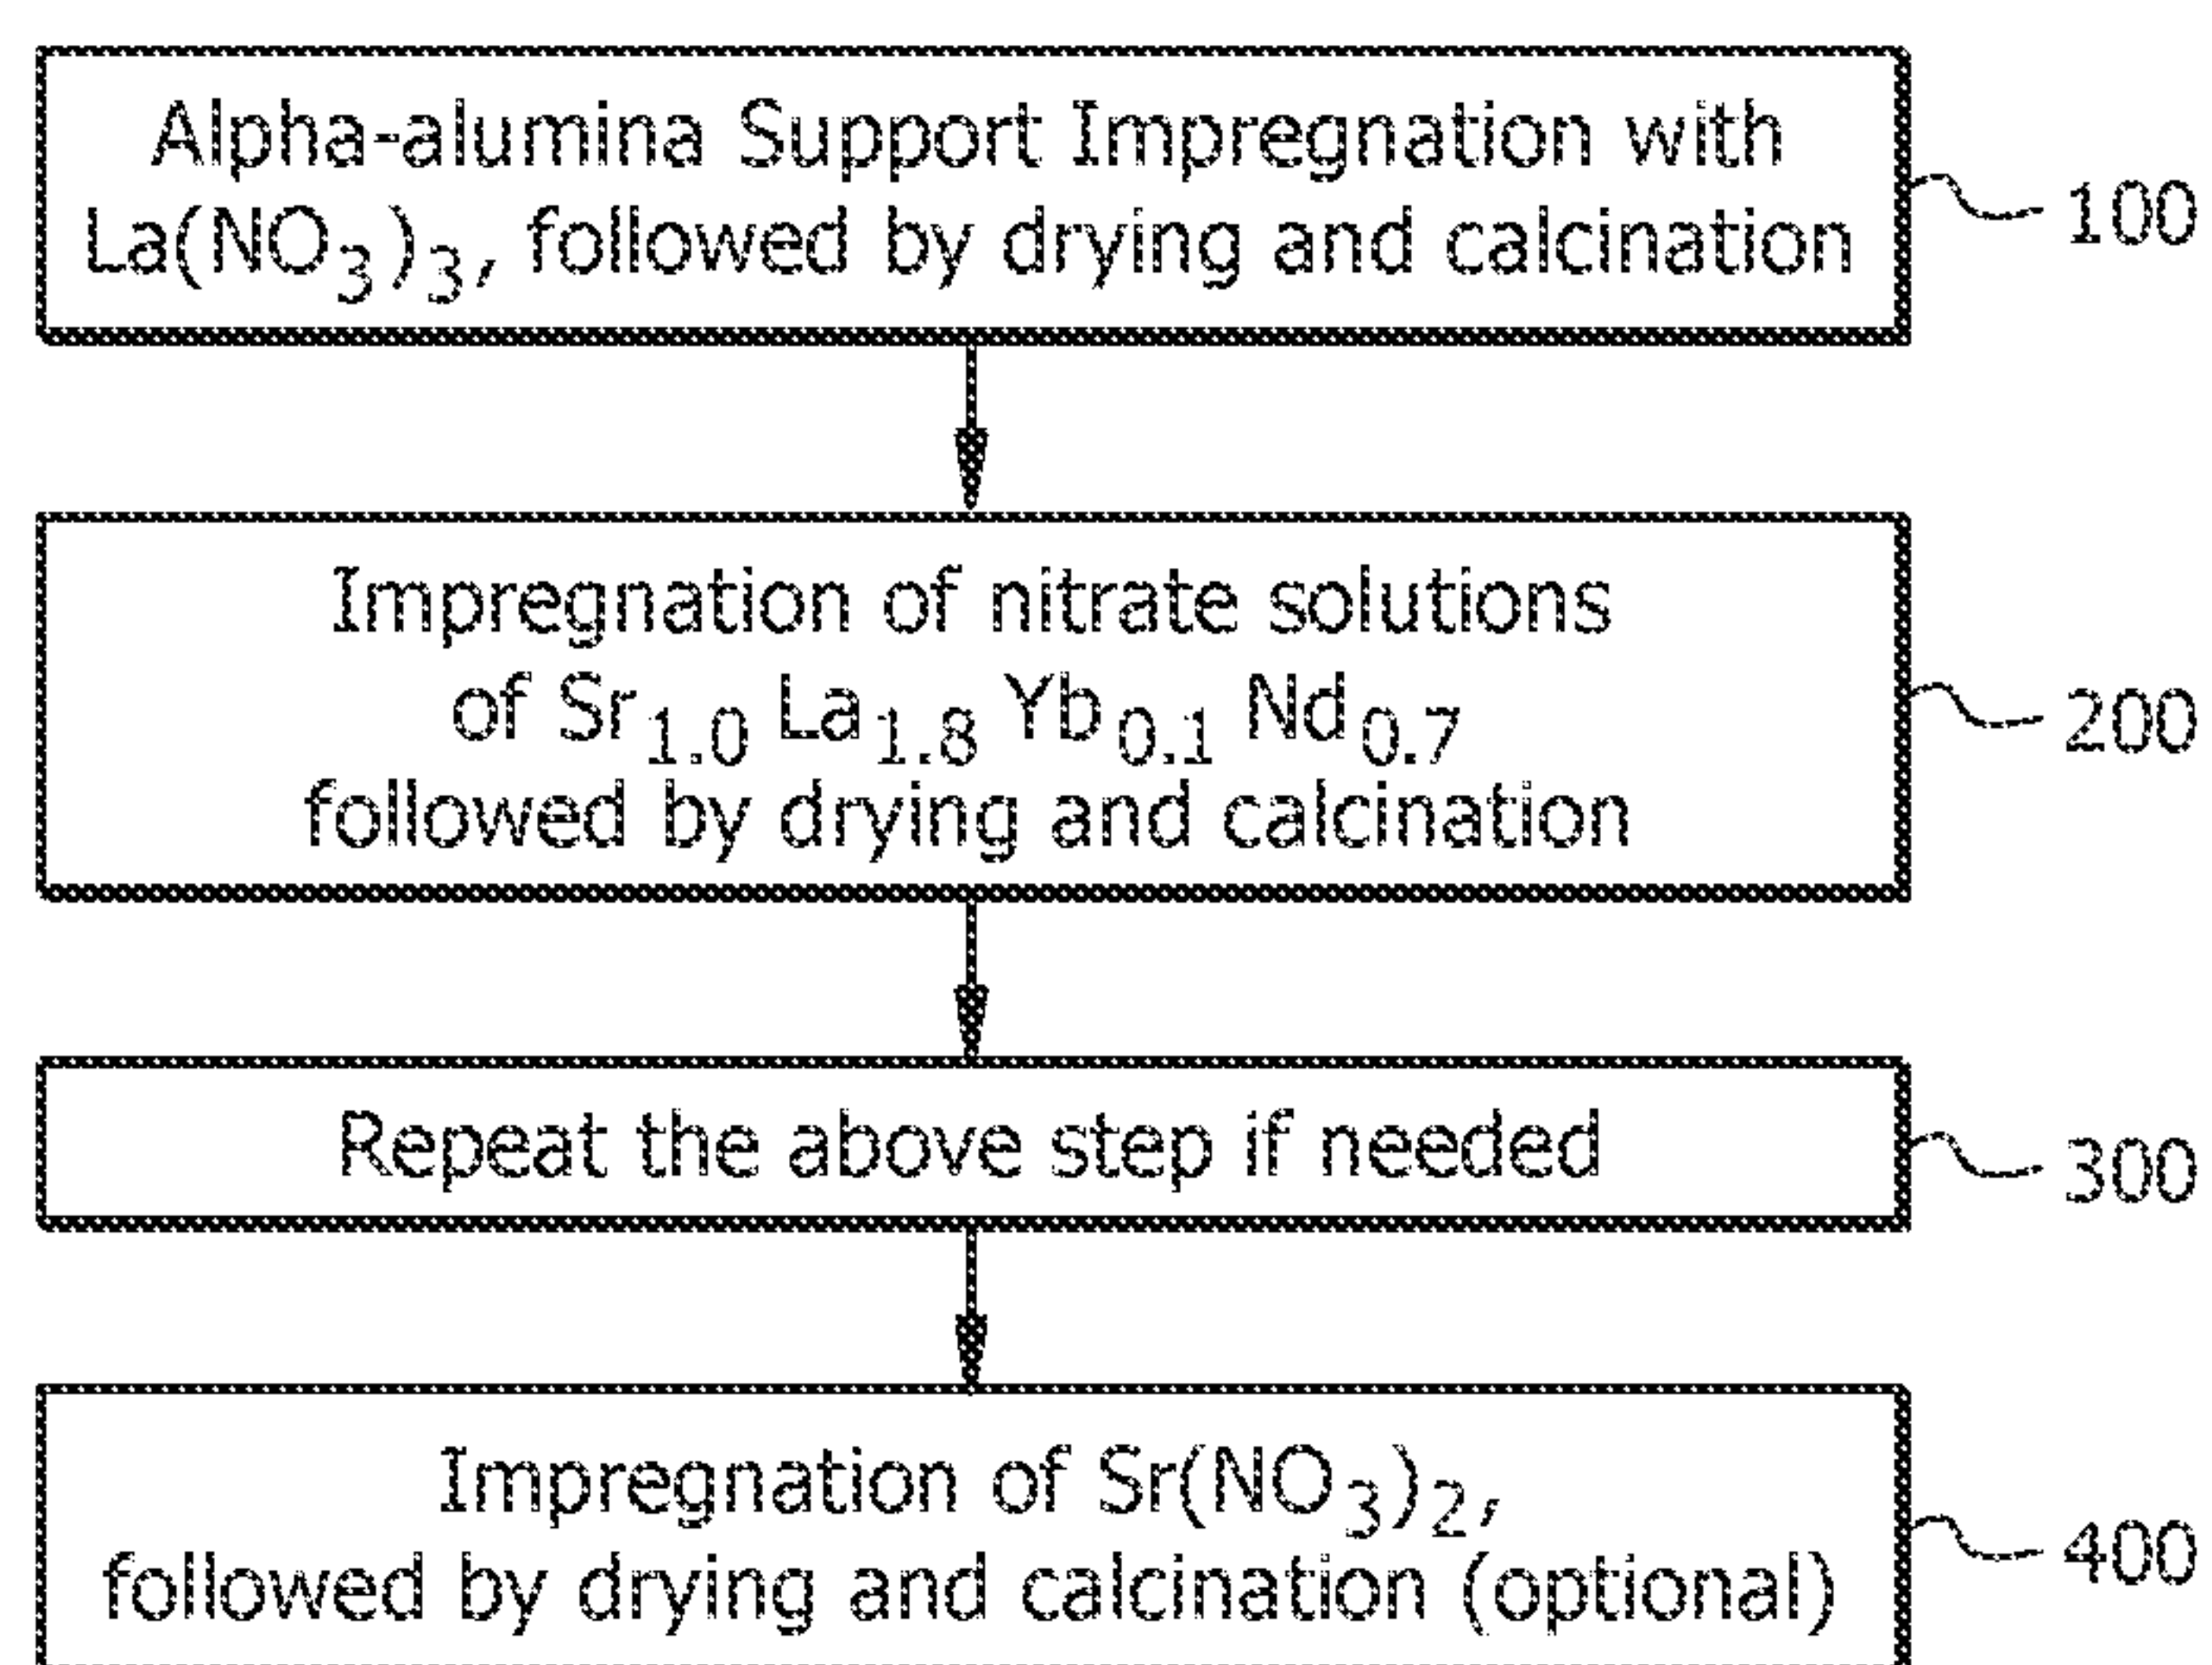 Alpha-alumina Support Impregnation with
La(NO₃)₃, followed by drying and calcination
100
Impregnation of nitrate solutions
of Sr₁.₀ La₁.₈ Yb₀.₁ Nd₀.₇
followed by drying and calcination
200
Repeat the above step if needed
300
Impregnation of Sr(NO₃)₂,
followed by drying and calcination (optional)
400